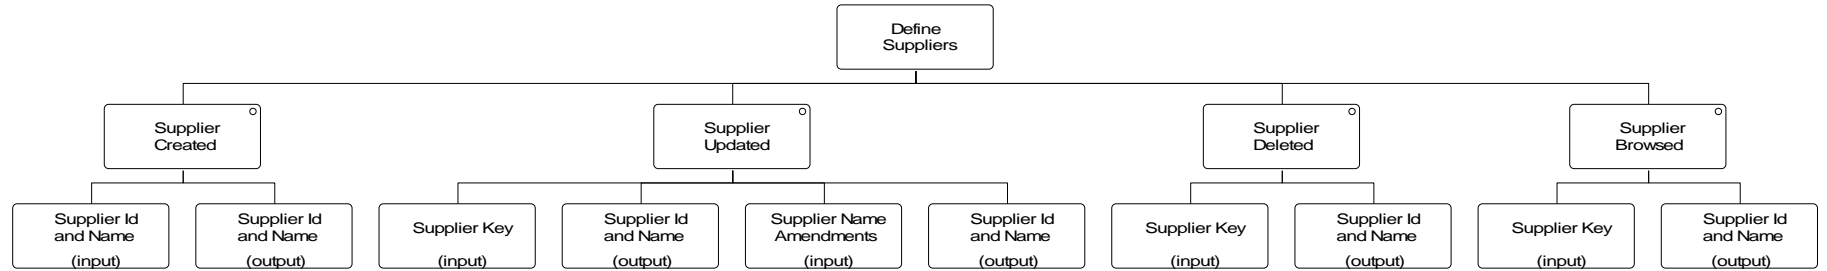 Define
Suppliers
Supplier
Created
Supplier
Updated
Supplier
Deleted
Supplier
Browsed
Supplier Id
and Name
(input)
Supplier Id
and Name
(output)
Supplier Key
(input)
Supplier Id
and Name
(output)
Supplier Name
Amendments
(input)
Supplier Id
and Name
(output)
Supplier Key
(input)
Supplier Id
and Name
(output)
Supplier Key
(input)
Supplier Id
and Name
(output)